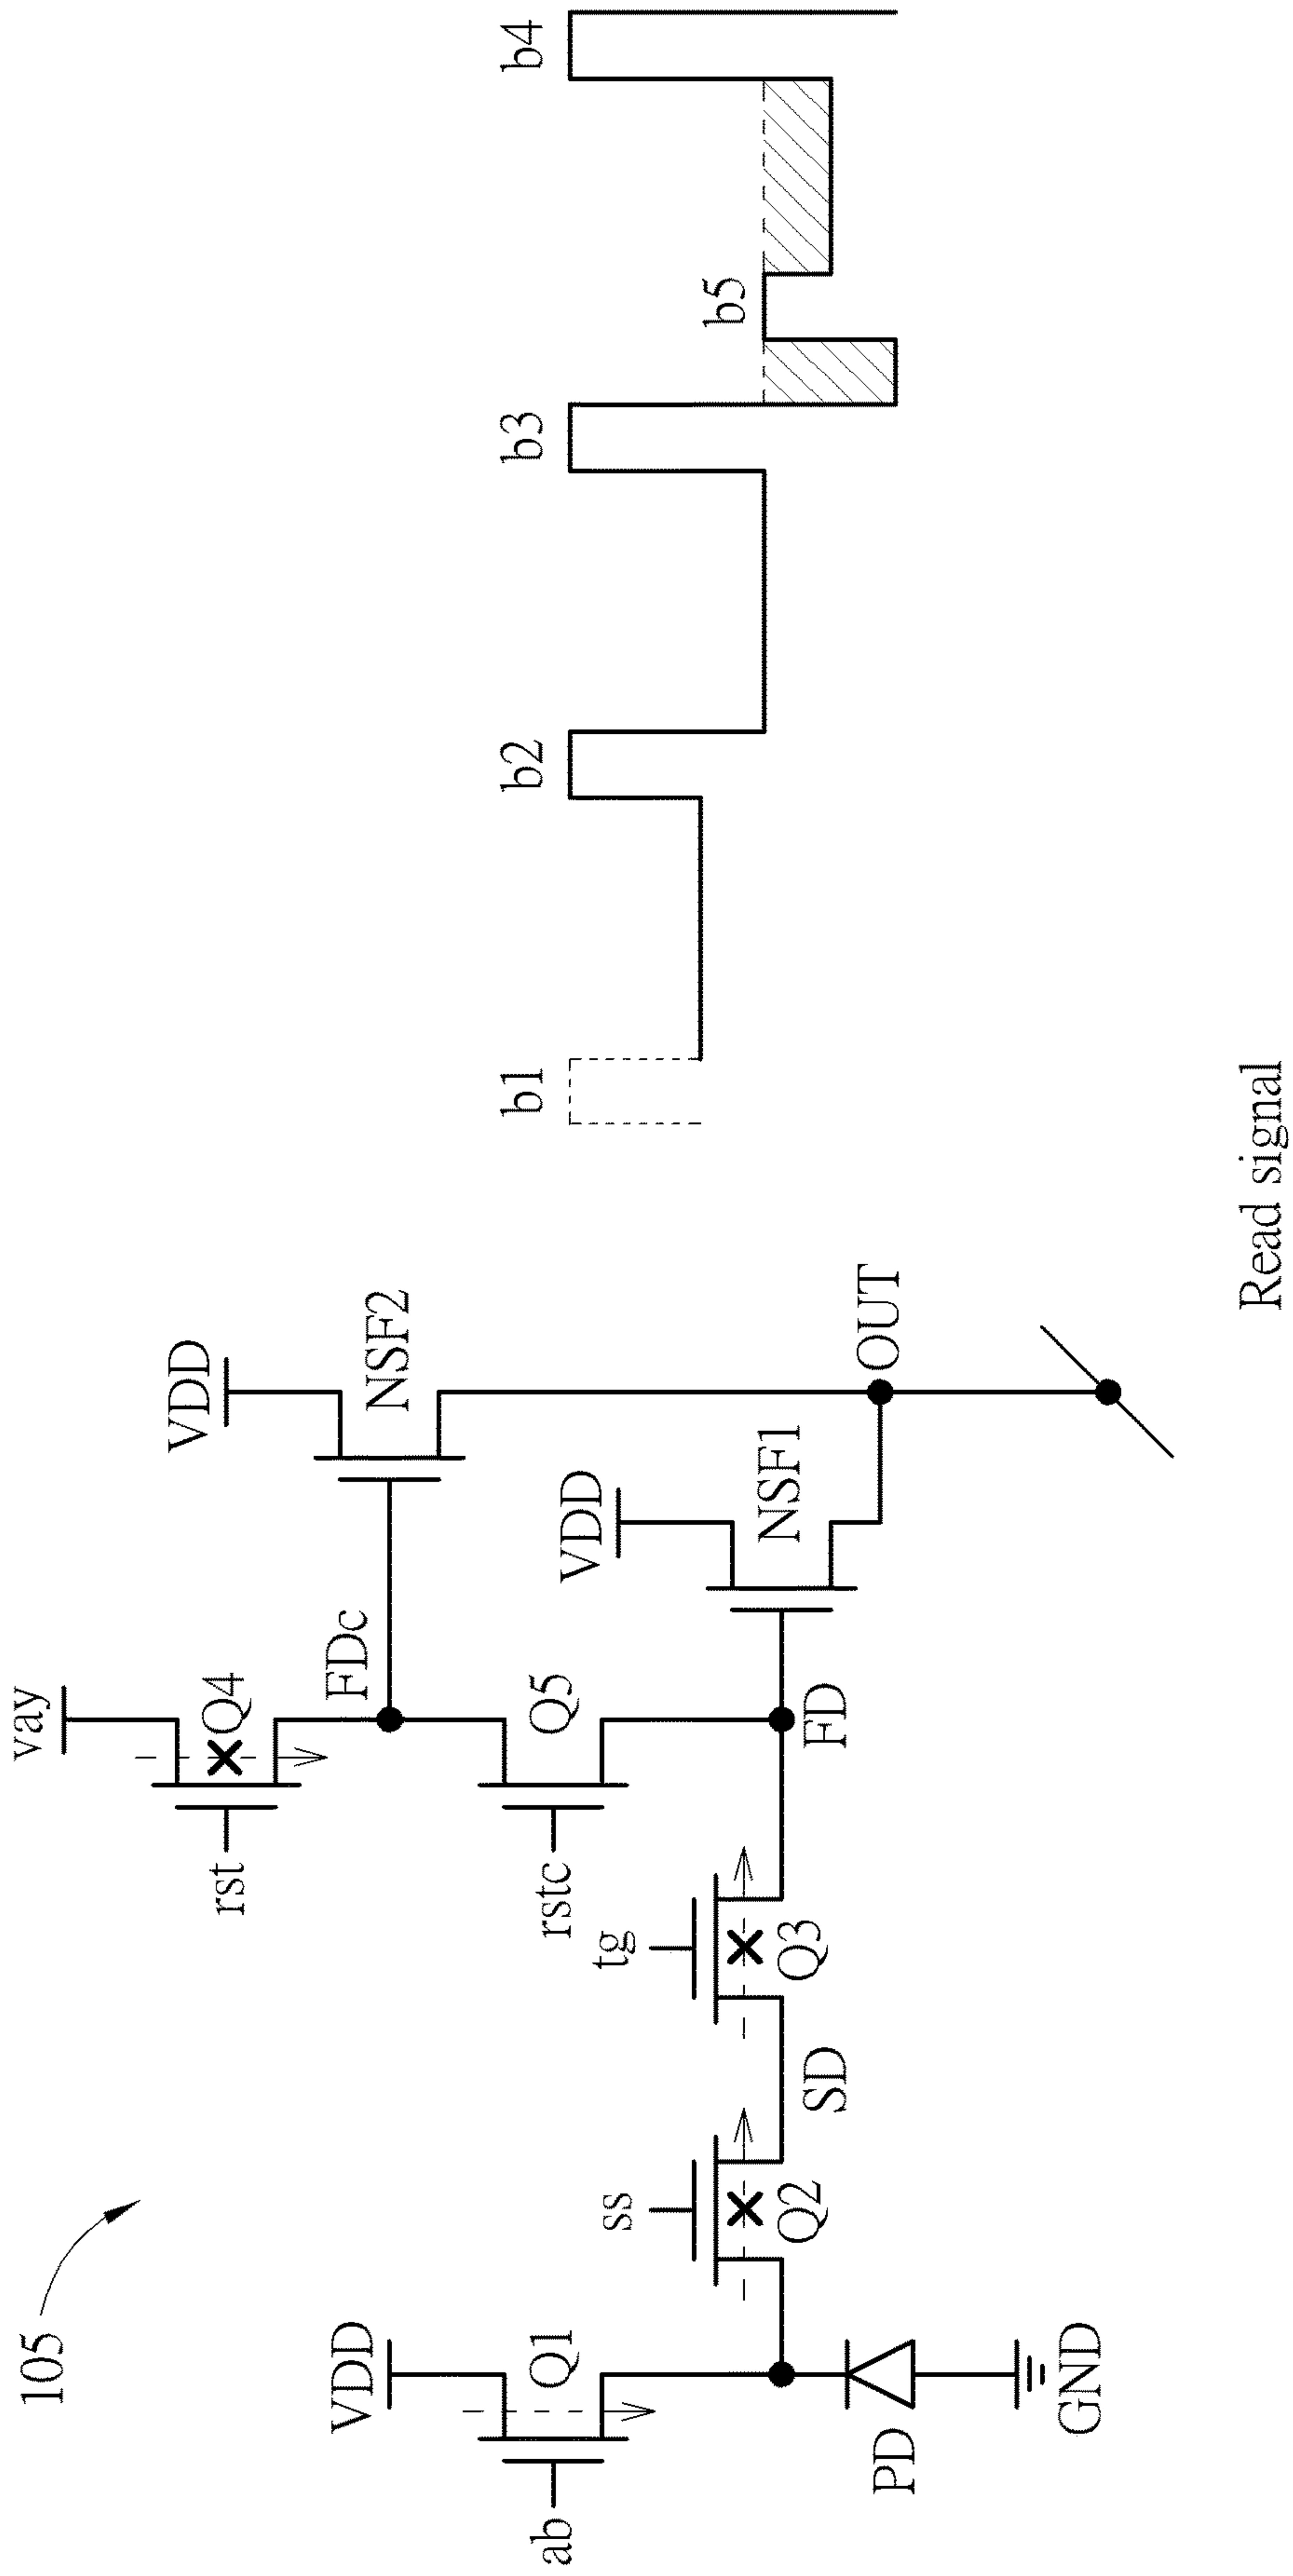 105
vay
VDD
rst
Q4
FDc
NSF2
VDD
ab
Q1
rstc
Q5
VDD
NSF1
ss
Q2
tg
Q3
SD
FD
OUT
PD
GND
b1
b2
b3
b5
b4
Read signal